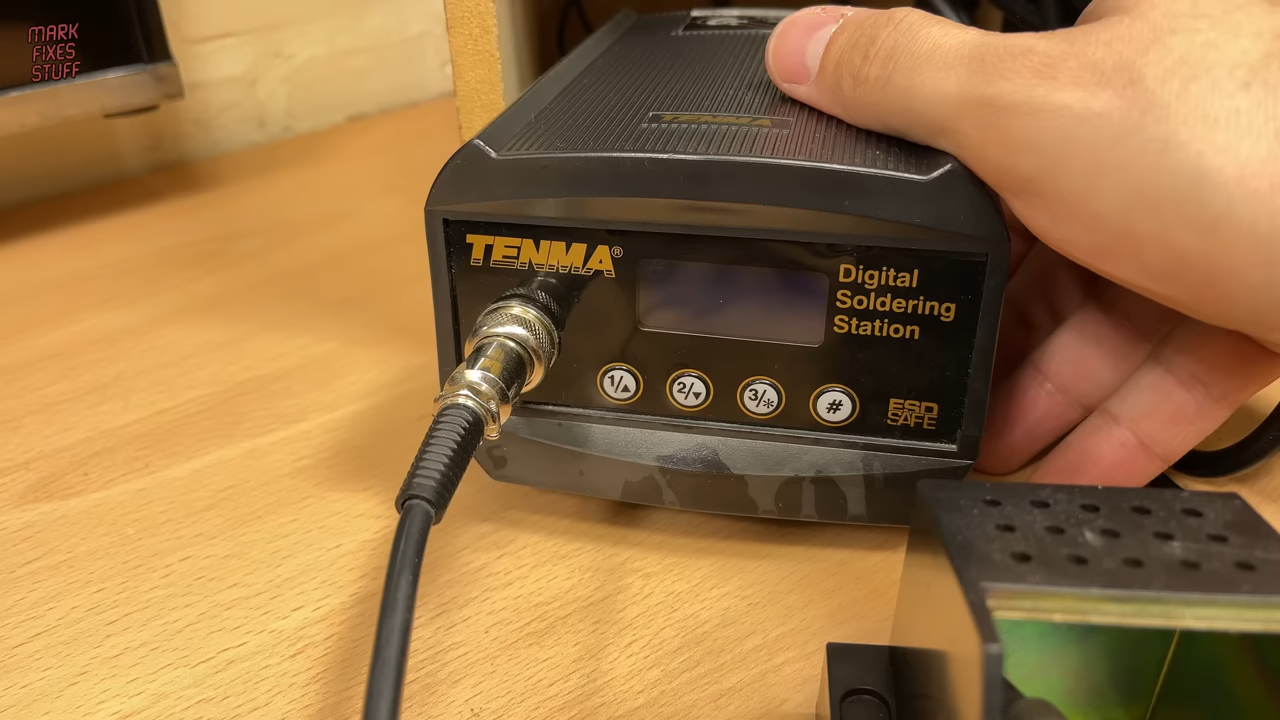 MARK
FIXES
STUFF
TENMA
TENMA®
Digital
Soldering
Station
1/▲
2/▼
3/*
#
ESD
SAFE